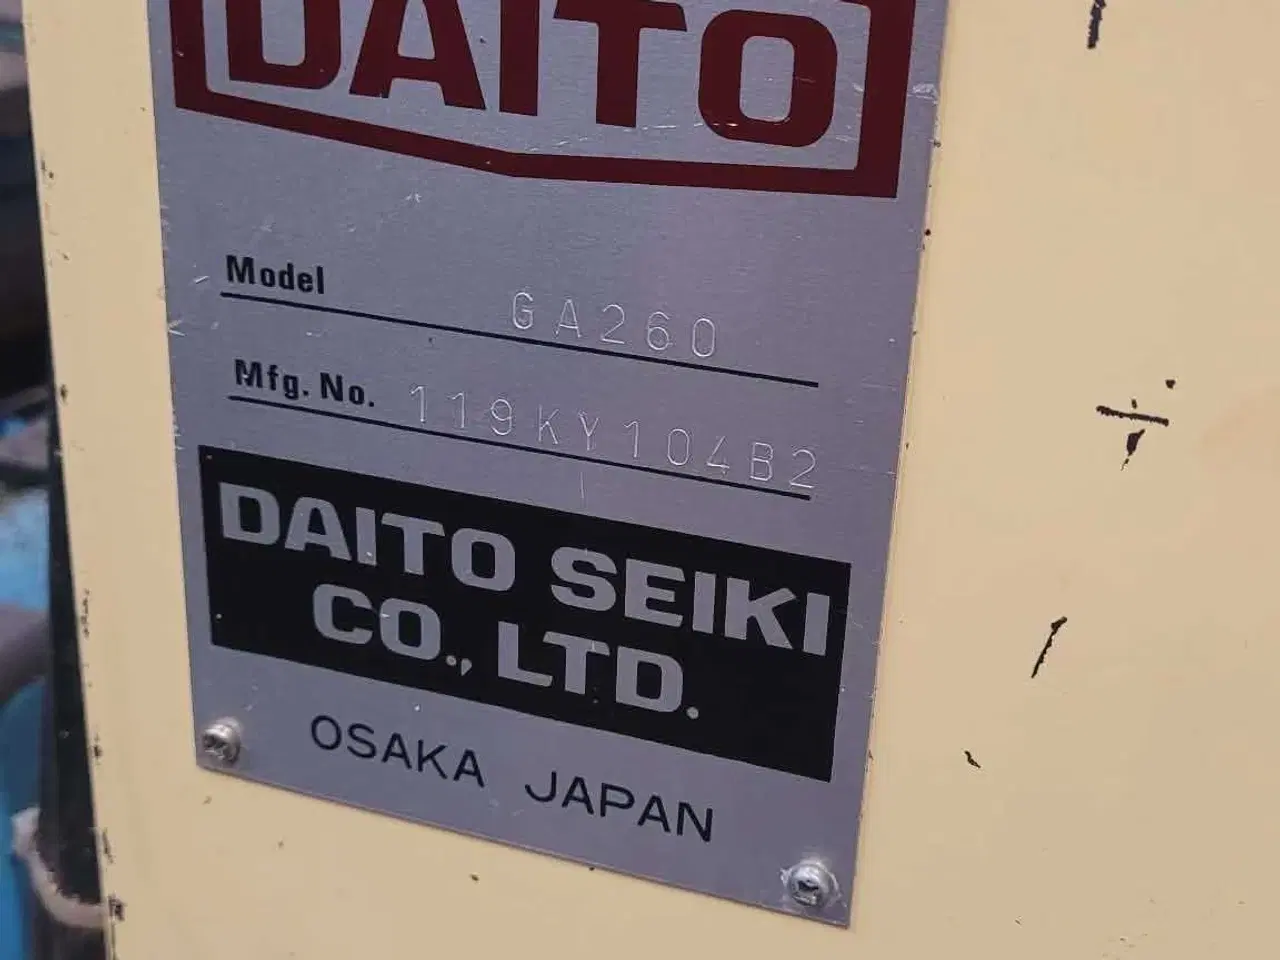 DAITO
Model GA260
Mfg. No. 119KY104B2
DAITO SEIKI
CO., LTD.
OSAKA JAPAN